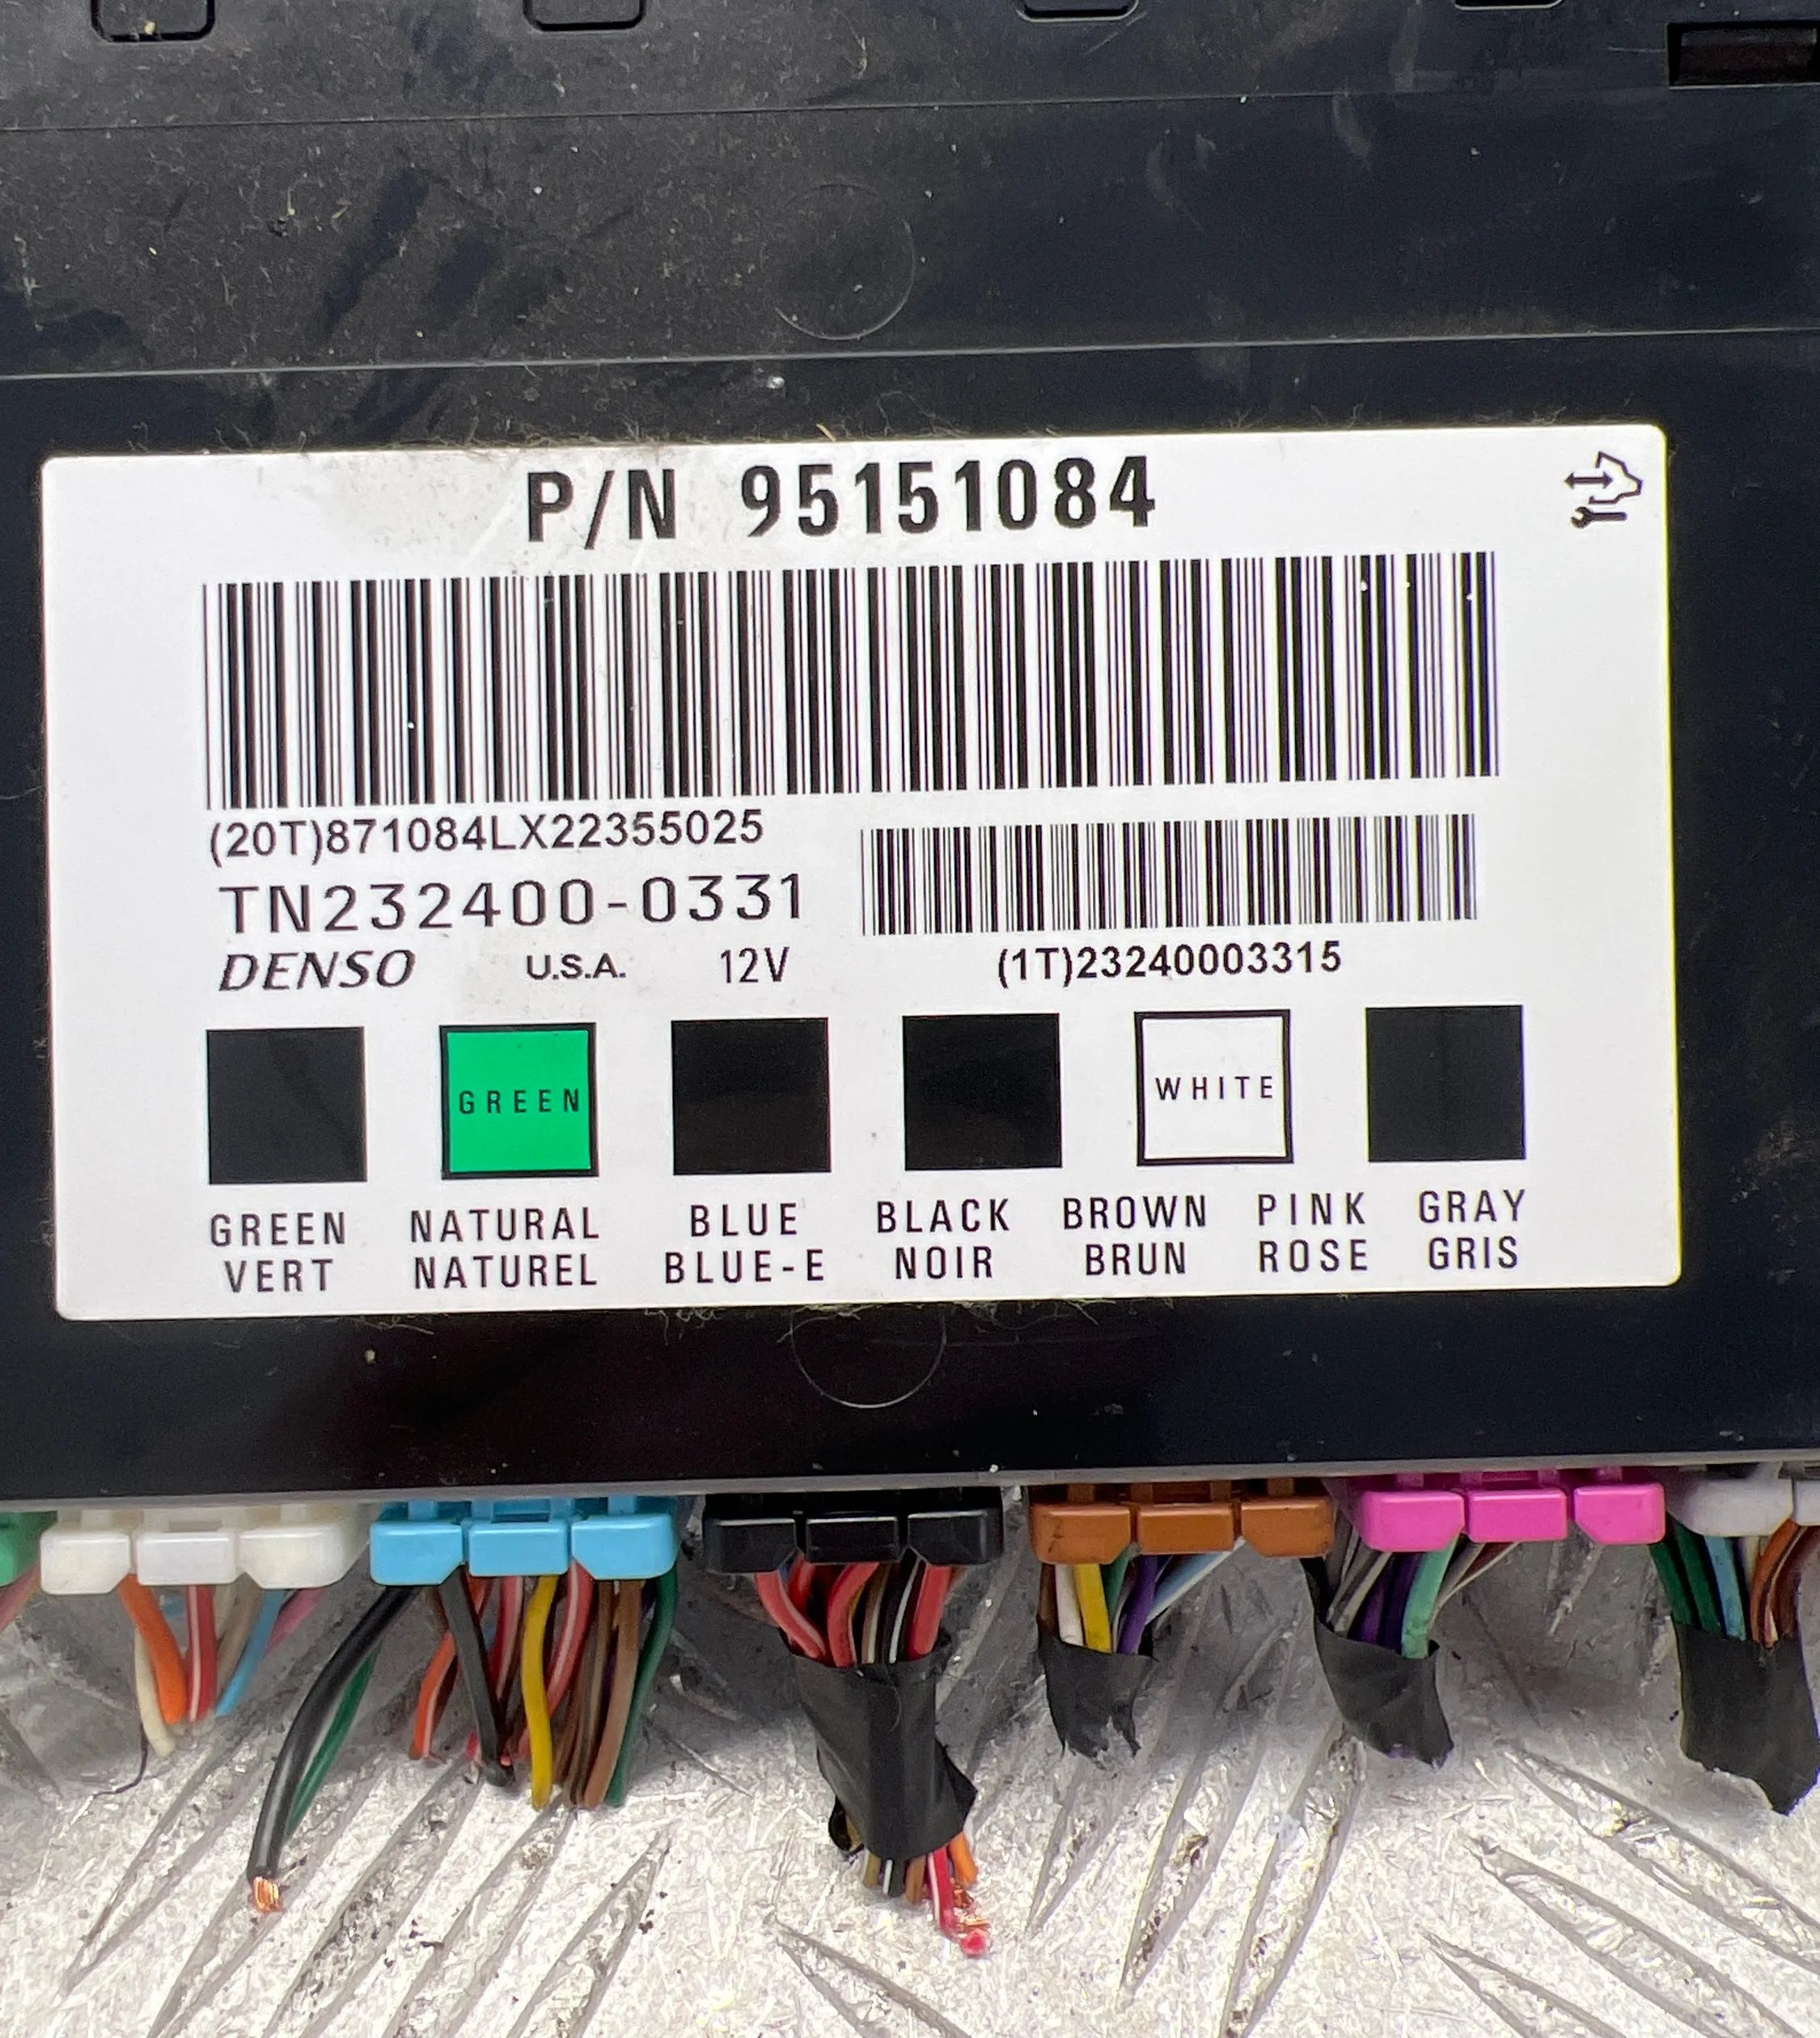 P/N 95151084
(20T)871084LX22355025
TN232400-0331
DENSO U.S.A. 12V (1T)23240003315
GREEN WHITE
GREEN NATURAL BLUE BLACK BROWN PINK GRAY
VERT NATUREL BLUE-E NOIR BRUN ROSE GRIS